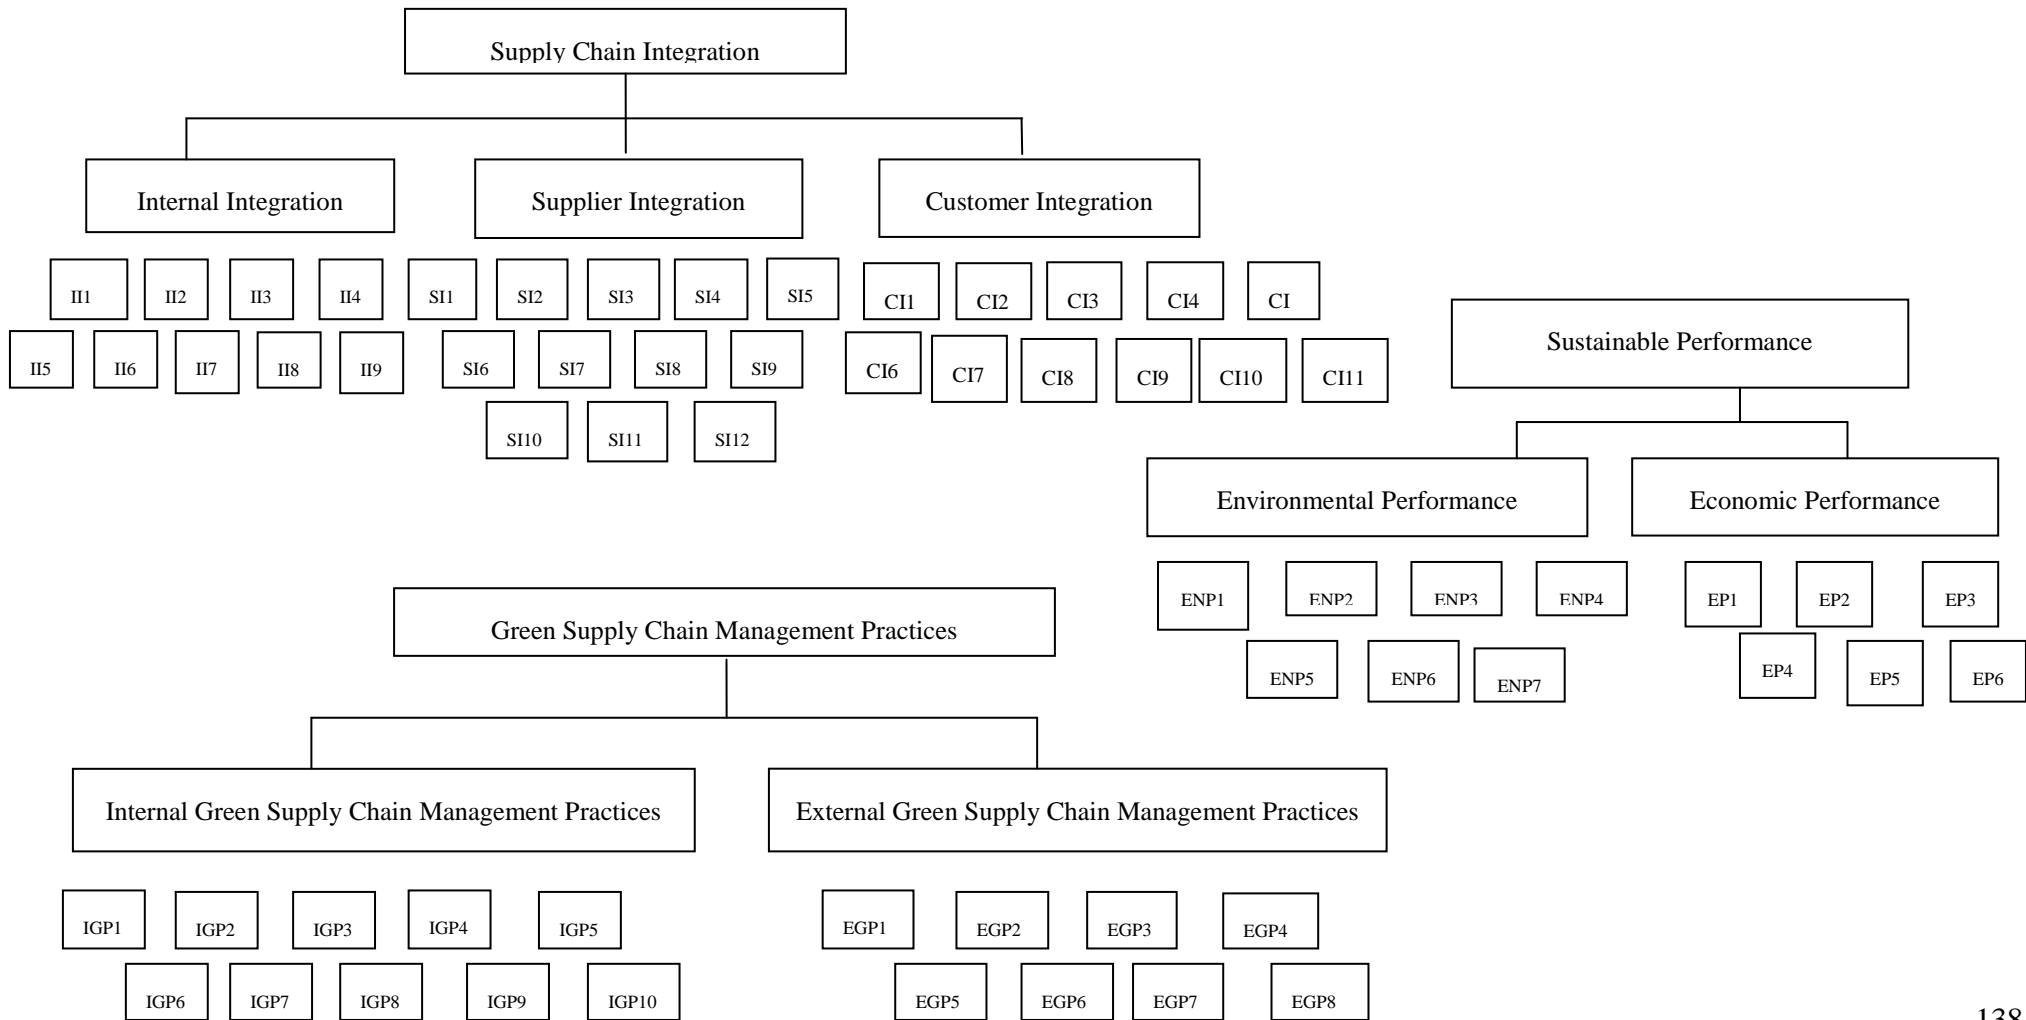 Supply Chain Integration
Internal Integration
Supplier Integration
Customer Integration
II1
II2
II3
II4
SI1
SI2
SI3
SI4
SI5
CI1
CI2
CI3
CI4
CI
II5
II6
II7
II8
II9
SI6
SI7
SI8
SI9
CI6
CI7
CI8
CI9
CI10
CI11
SI10
SI11
SI12
Sustainable Performance
Environmental Performance
Economic Performance
ENP1
ENP2
ENP3
ENP4
EP1
EP2
EP3
ENP5
ENP6
ENP7
EP4
EP5
EP6
Green Supply Chain Management Practices
Internal Green Supply Chain Management Practices
External Green Supply Chain Management Practices
IGP1
IGP2
IGP3
IGP4
IGP5
EGP1
EGP2
EGP3
EGP4
IGP6
IGP7
IGP8
IGP9
IGP10
EGP5
EGP6
EGP7
EGP8
138